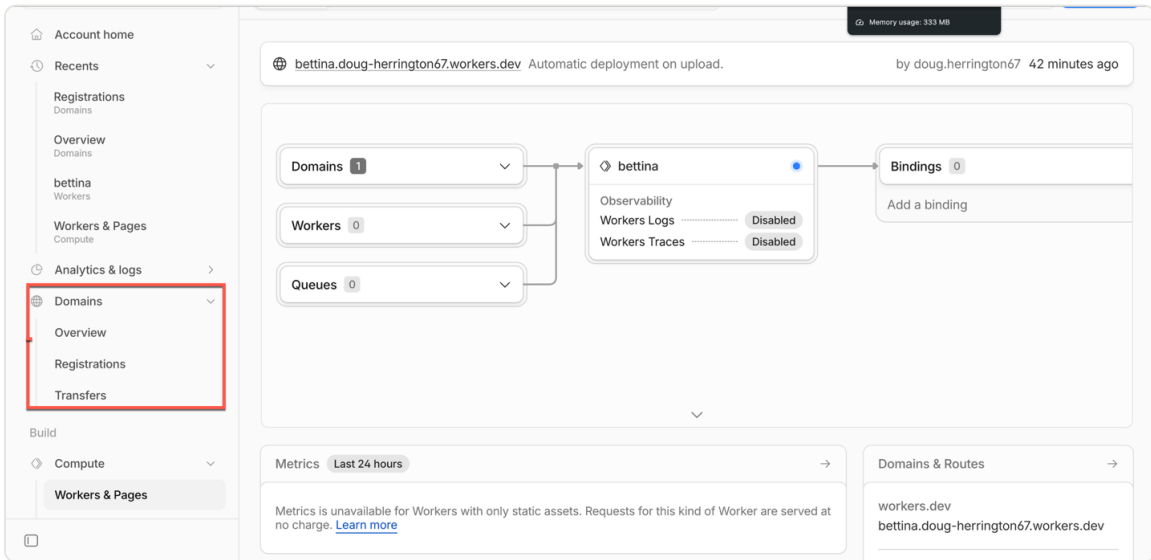 Memory usage: 333 MB
Account home
Recents
Registrations
Domains
Overview
Domains
bettina
Workers
Workers & Pages
Compute
Analytics & logs
Domains
Overview
Registrations
Transfers
Build
Compute
Workers & Pages
bettina.doug-herrington67.workers.dev Automatic deployment on upload. by doug.herrington67 42 minutes ago
Domains 1
Workers 0
Queues 0
bettina
Observability
Workers Logs Disabled
Workers Traces Disabled
Bindings 0
Add a binding
Metrics Last 24 hours
Metrics is unavailable for Workers with only static assets. Requests for this kind of Worker are served at
no charge. Learn more
Domains & Routes
workers.dev
bettina.doug-herrington67.workers.dev